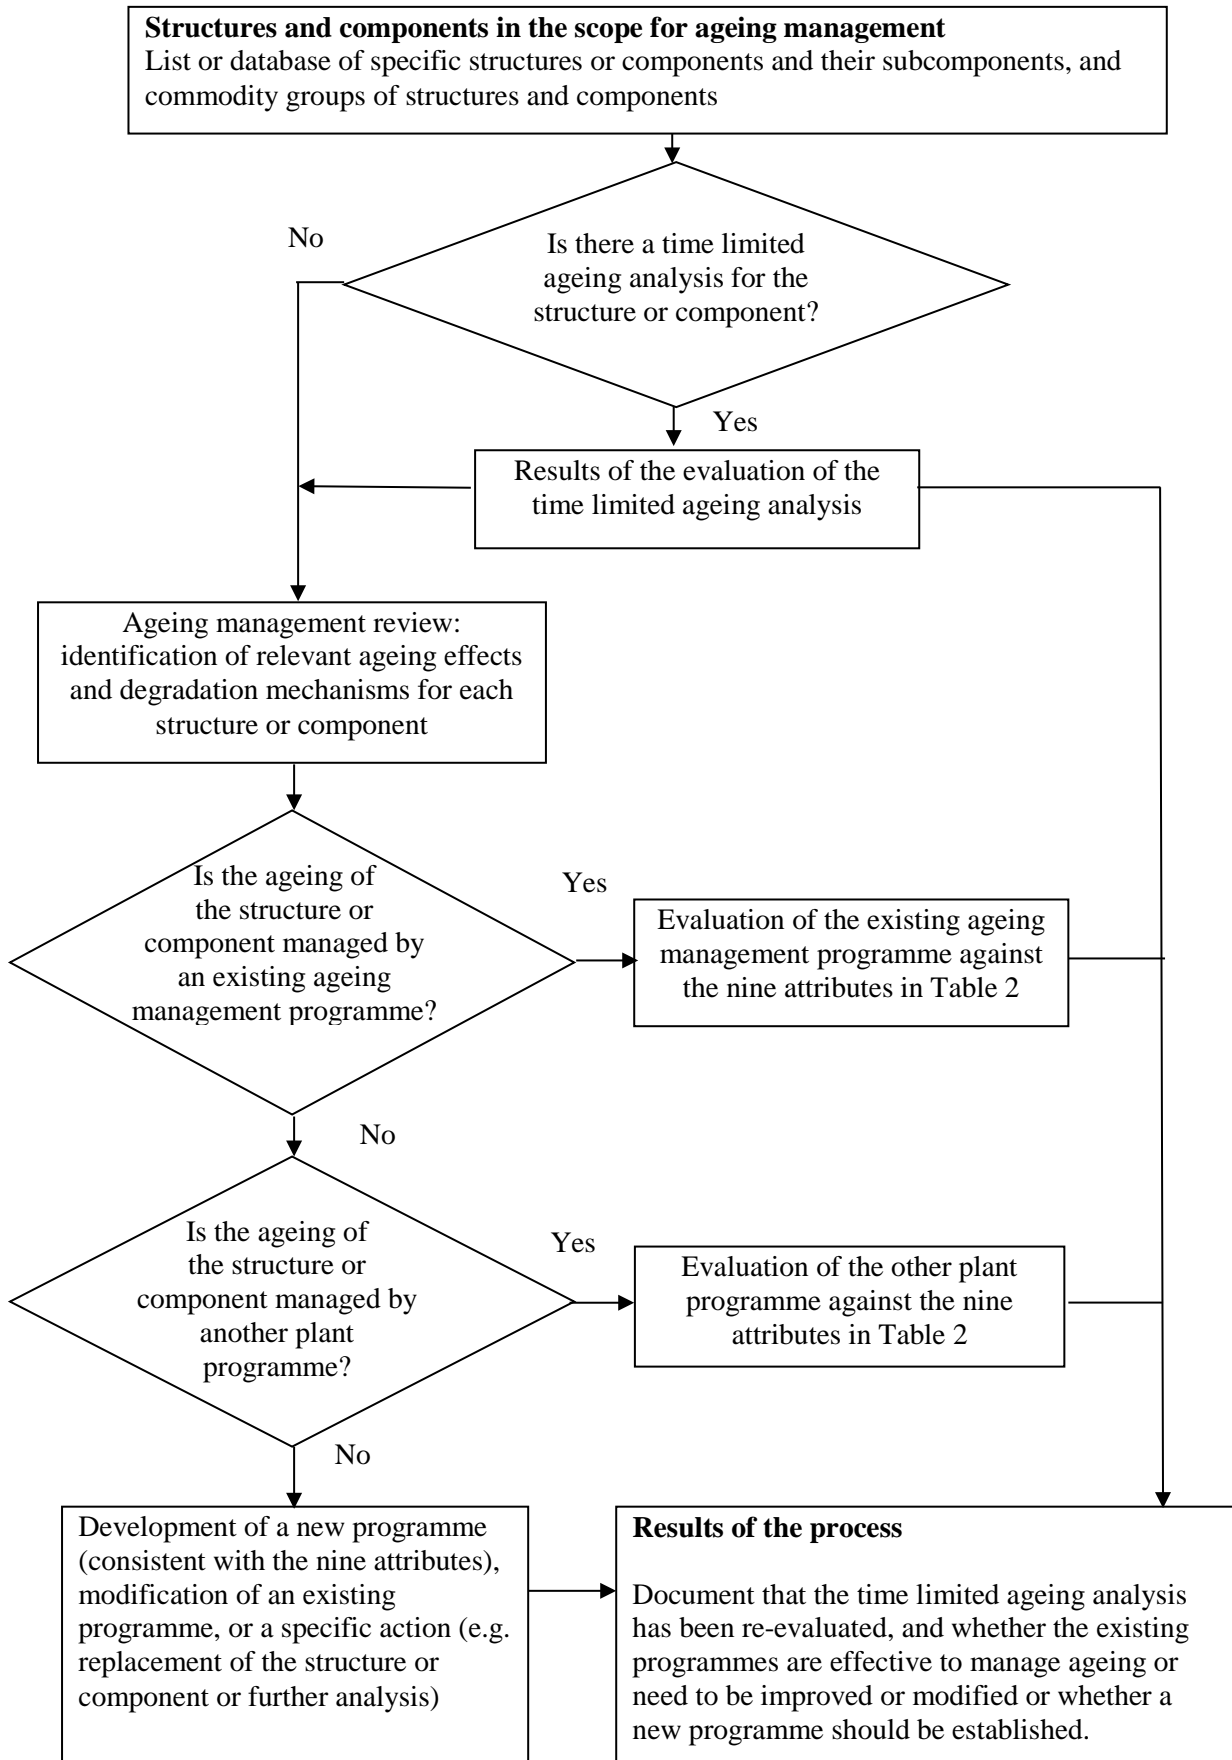 Structures and components in the scope for ageing management
List or database of specific structures or components and their subcomponents, and
commodity groups of structures and components
No
Is there a time limited
ageing analysis for the
structure or component?
Yes
Results of the evaluation of the
time limited ageing analysis
Ageing management review:
identification of relevant ageing effects
and degradation mechanisms for each
structure or component
Is the ageing of
the structure or
component managed by
an existing ageing
management programme?
Yes
Evaluation of the existing ageing
management programme against
the nine attributes in Table 2
No
Is the ageing of
the structure or
component managed by
another plant
programme?
Yes
Evaluation of the other plant
programme against the nine
attributes in Table 2
No
Development of a new programme
(consistent with the nine attributes),
modification of an existing
programme, or a specific action (e.g.
replacement of the structure or
component or further analysis)
Results of the process
Document that the time limited ageing analysis
has been re-evaluated, and whether the existing
programmes are effective to manage ageing or
need to be improved or modified or whether a
new programme should be established.